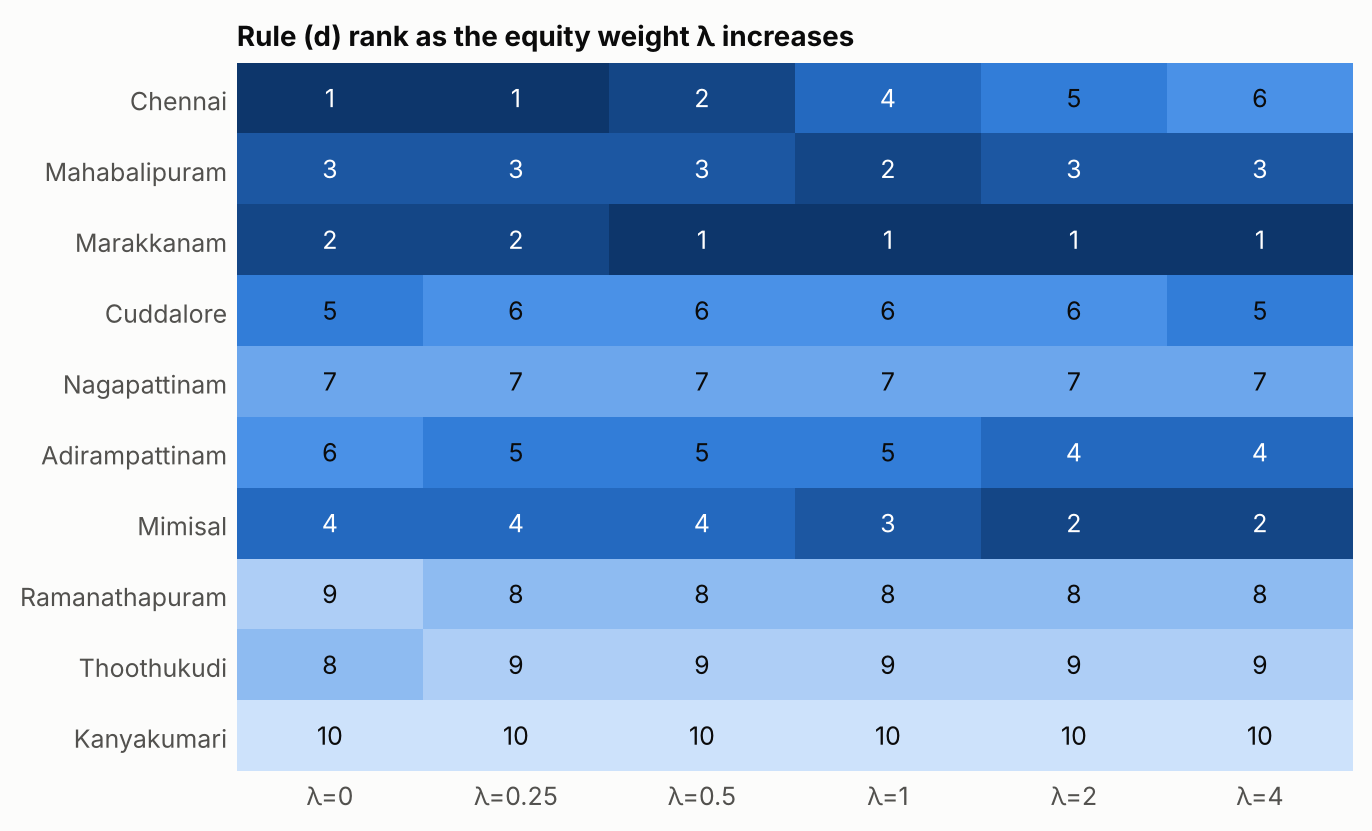 Rule (d) rank as the equity weight λ increases
Chennai 1 1 2 4 5 6
Mahabalipuram 3 3 3 2 3 3
Marakkanam 2 2 1 1 1 1
Cuddalore 5 6 6 6 6 5
Nagapattinam 7 7 7 7 7 7
Adirampattinam 6 5 5 5 4 4
Mimisal 4 4 4 3 2 2
Ramanathapuram 9 8 8 8 8 8
Thoothukudi 8 9 9 9 9 9
Kanyakumari 10 10 10 10 10 10
λ=0 λ=0.25 λ=0.5 λ=1 λ=2 λ=4